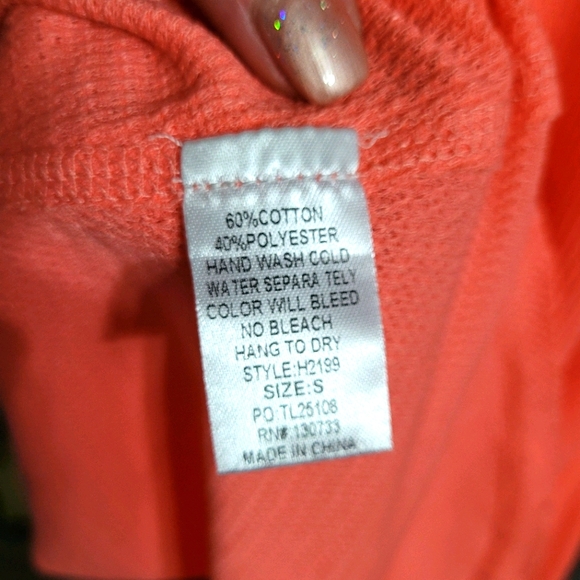 60%COTTON
40%POLYESTER
HAND WASH COLD
WATER SEPARA TELY
COLOR WILL BLEED
NO BLEACH
HANG TO DRY
STYLE:H2199
SIZE:S
PO:TL25108
RN#:130733
MADE IN CHINA